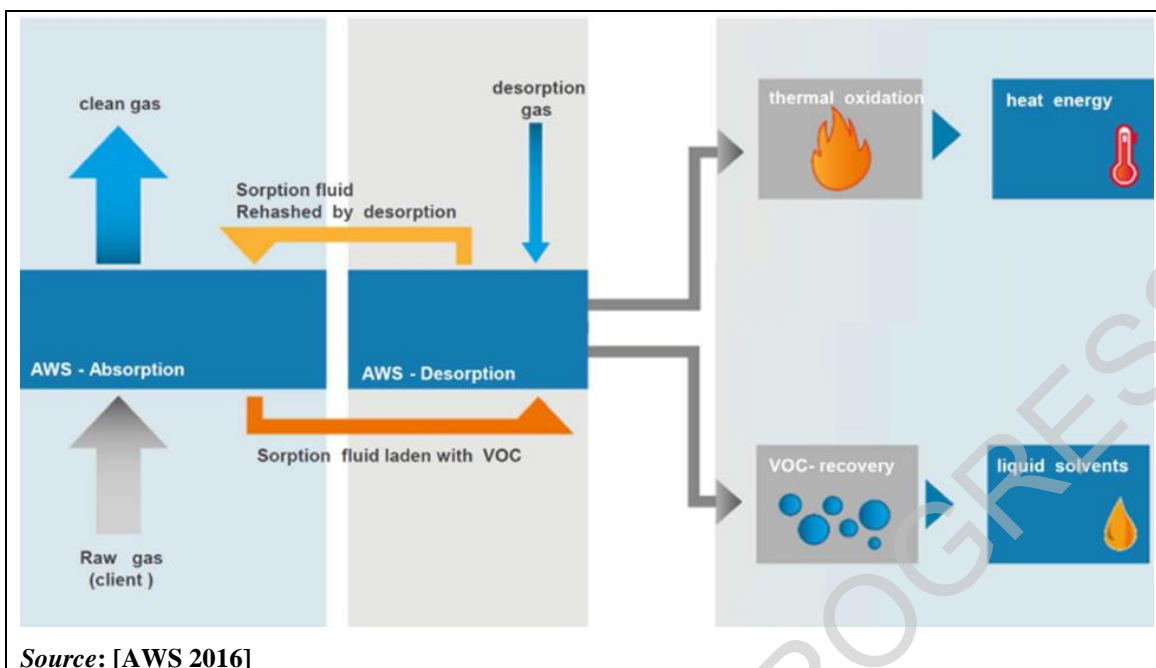 clean gas
desorption
gas
thermal oxidation
heat energy
Sorption fluid
Rehashed by desorption
AWS - Absorption
AWS - Desorption
Sorption fluid laden with VOC
VOC- recovery
liquid solvents
Raw gas
(client )
Source: [AWS 2016]